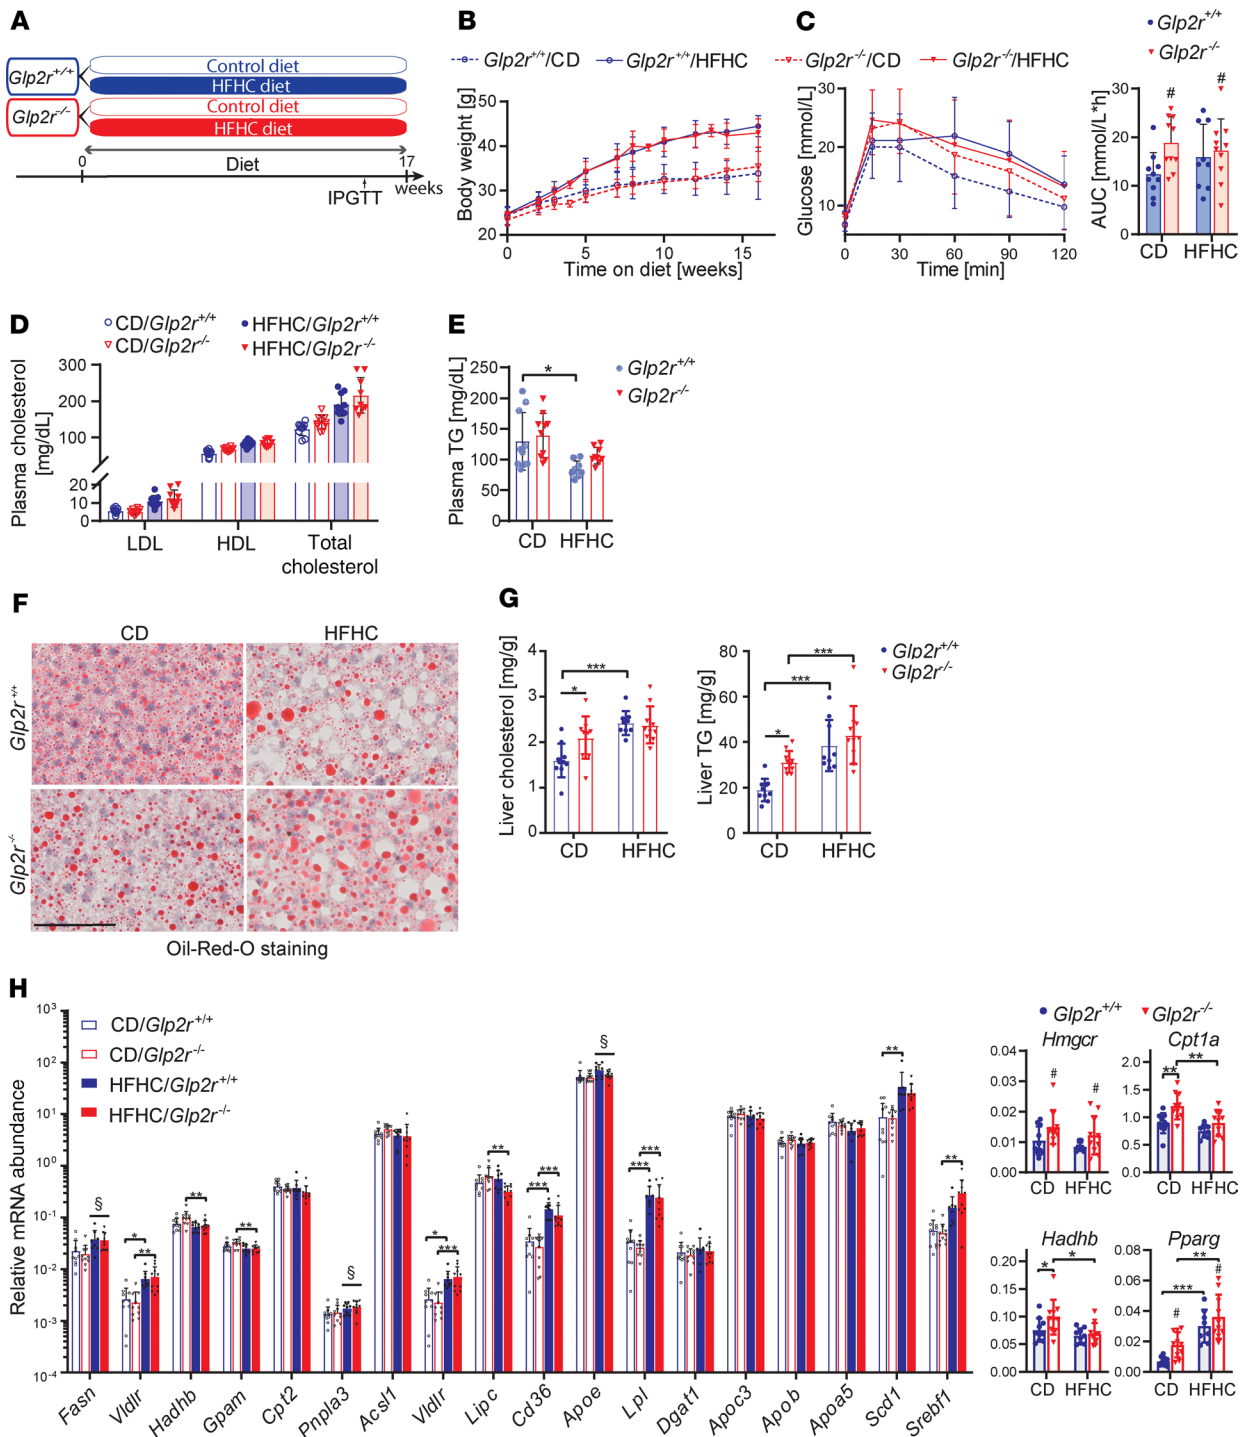 A
Glp2r+/+
Glp2r-/-
Control diet
HFHC diet
Control diet
HFHC diet
0
Diet
17
weeks
IPGTT
B
Glp2r+/+/CD
Glp2r+/+/HFHC
Glp2r-/-/CD
Glp2r-/-/HFHC
Body weight [g]
50
40
30
20
0
5
10
15
Time on diet [weeks]
C
Glucose [mmol/L]
30
20
10
0
30
60
90
120
Time [min]
Glp2r+/+
Glp2r-/-
AUC [mmol/L*h]
30
20
10
0
#
#
CD
HFHC
D
CD/Glp2r+/+
HFHC/Glp2r+/+
CD/Glp2r-/-
HFHC/Glp2r-/-
Plasma cholesterol
[mg/dL]
300
200
100
20
10
0
LDL
HDL
Total
cholesterol
E
Plasma TG [mg/dL]
250
200
150
100
50
0
*
CD
HFHC
Glp2r+/+
Glp2r-/-
F
CD
HFHC
Glp2r+/+
Glp2r-/-
Oil-Red-O staining
G
Liver cholesterol [mg/g]
4
3
2
1
0
***
*
CD
HFHC
Liver TG [mg/g]
80
60
40
20
0
***
***
*
CD
HFHC
Glp2r+/+
Glp2r-/-
H
Relative mRNA abundance
10³
10²
10¹
10⁰
10-1
10-2
10-3
10-4
CD/Glp2r+/+
CD/Glp2r-/-
HFHC/Glp2r+/+
HFHC/Glp2r-/-
§
*
**
**
**
§
*
***
**
***
***
§
***
***
**
**
Fasn
Vldlr
Hadhb
Gpam
Cpt2
Pnpla3
Acsl1
Vldlr
Lipc
Cd36
Apoe
Lpl
Dgat1
Apoc3
Apob
Apoa5
Scd1
Srebf1
Glp2r+/+
Glp2r-/-
Hmgcr
0.04
0.03
0.02
0.01
0.00
#
#
CD
HFHC
Cpt1a
2.0
1.5
1.0
0.5
0.0
**
**
CD
HFHC
Hadhb
0.20
0.15
0.10
0.05
0.00
*
*
CD
HFHC
Pparg
0.08
0.06
0.04
0.02
0.00
**
***
#
#
CD
HFHC